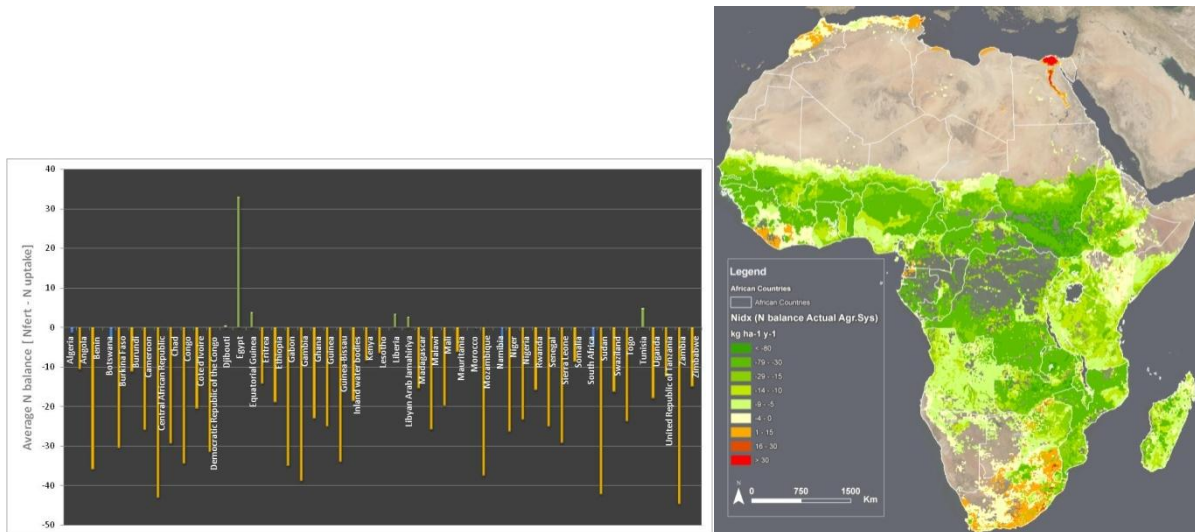 Average N balance [ Nfert - N uptake]
40
30
20
10
0
-10
-20
-30
-40
-50
Algeria
Angola
Benin
Botswana
Burkina Faso
Burundi
Cameroon
Central African Republic
Chad
Congo
Cote d'Ivore
Democratic Republic of the Congo
Djibouti
Egypt
Equatorial Guinea
Eritrea
Ethiopia
Gabon
Gambia
Ghana
Guinea
Guinea-Bissau
Inland water bodies
Kenya
Lesotho
Liberia
Libyan Arab Jamahiriya
Madagascar
Malawi
Mali
Mauritania
Morocco
Mozambique
Namibia
Niger
Nigeria
Rwanda
Senegal
Sierra Leone
Somalia
South Africa
Sudan
Swaziland
Togo
Tunisia
Uganda
United Republic of Tanzania
Zambia
Zimbabwe
Legend
African Countries
African Countries
Nidx (N balance Actual Agr.Sys)
kg ha-1 y-1
< -80
-79 - -30
-29 - -15
-14 - -10
-9 - -5
-4 - 0
1 - 15
16 - 30
> 30
N
0 750 1500
Km